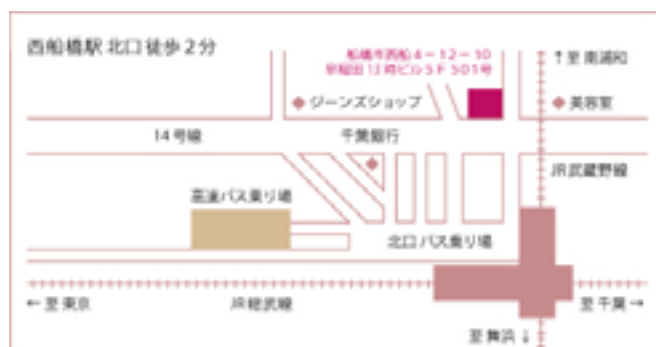 西船橋駅 北口 徒歩2分
船橋市西船4-12-10
早稲田13時ビル5F 501号
↑至 南浦和
ジーンズショップ
美容室
14号線
千葉銀行
JR武蔵野線
高速バス乗り場
北口 バス乗り場
← 至 東京
JR 総武線
至 千葉 →
至 舞浜 ↓